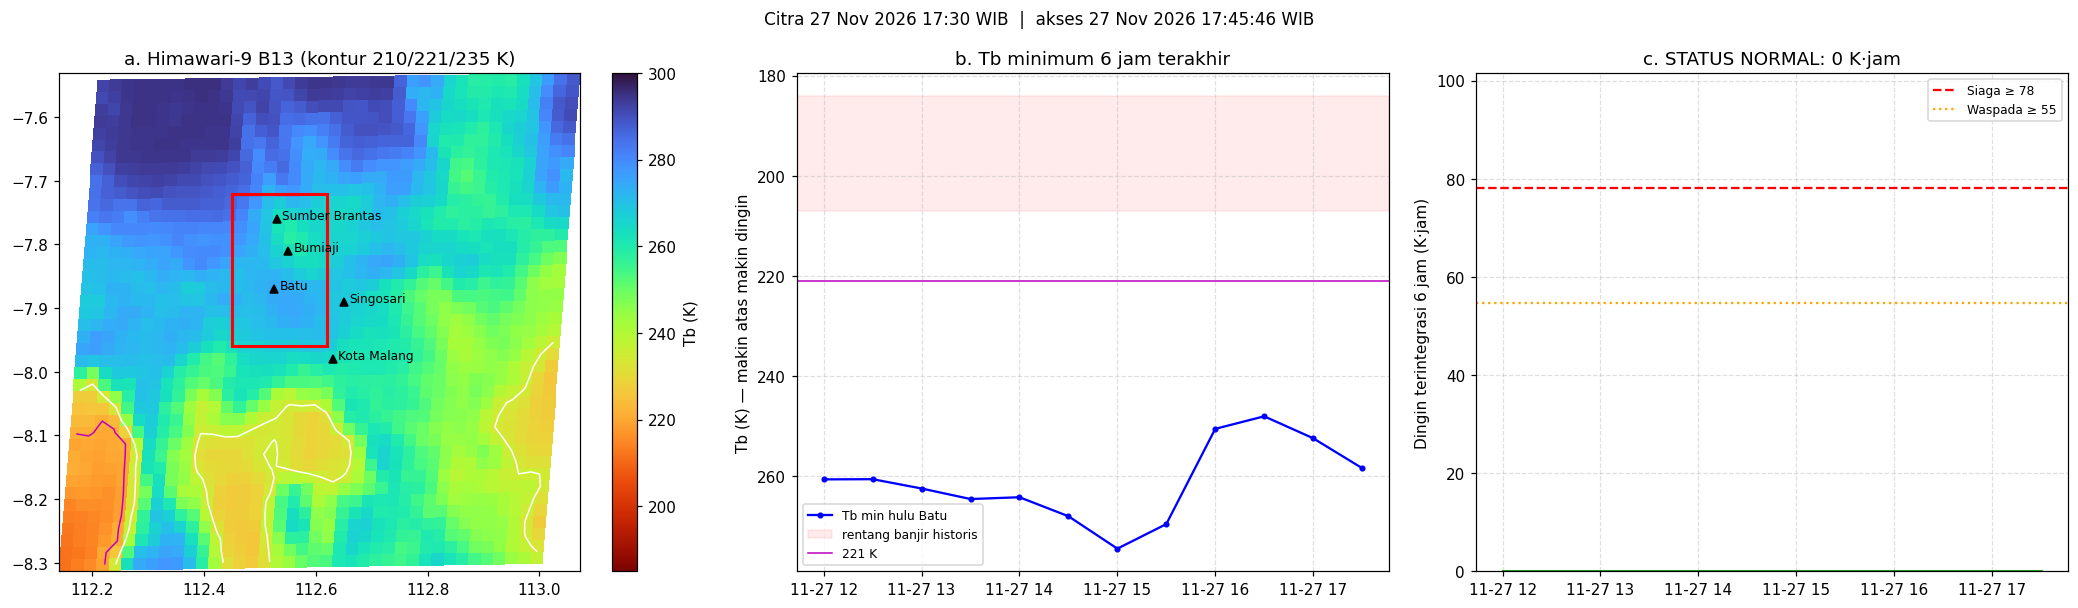 Citra 27 Nov 2026 17:30 WIB  |  akses 27 Nov 2026 17:45:46 WIB
a. Himawari-9 B13 (kontur 210/221/235 K)
−7.6
−7.7
−7.8
−7.9
−8.0
−8.1
−8.2
−8.3
112.2
112.4
112.6
112.8
113.0
Sumber Brantas
Bumiaji
Batu
Singosari
Kota Malang
300
280
260
240
220
200
Tb (K)
b. Tb minimum 6 jam terakhir
Tb (K) — makin atas makin dingin
180
200
220
240
260
Tb min hulu Batu
rentang banjir historis
221 K
11-27 12
11-27 13
11-27 14
11-27 15
11-27 16
11-27 17
c. STATUS NORMAL: 0 K·jam
Dingin terintegrasi 6 jam (K·jam)
100
80
60
40
20
0
Siaga ≥ 78
Waspada ≥ 55
11-27 12
11-27 13
11-27 14
11-27 15
11-27 16
11-27 17